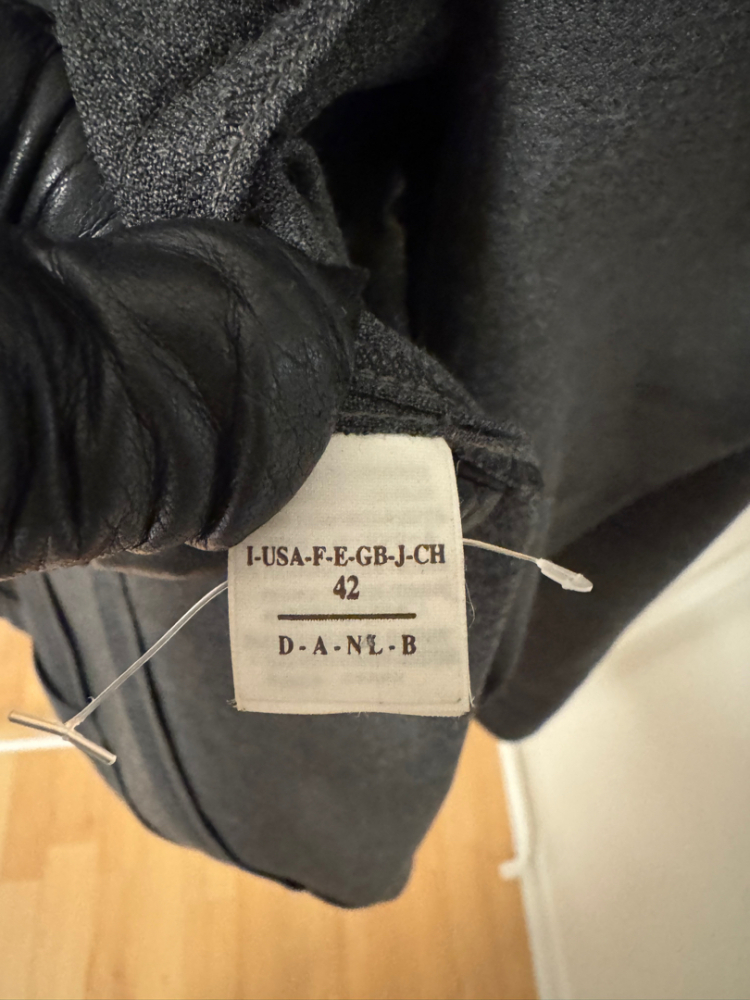 I-USA-F-E-GB-J-CH
42
D - A - NL - B